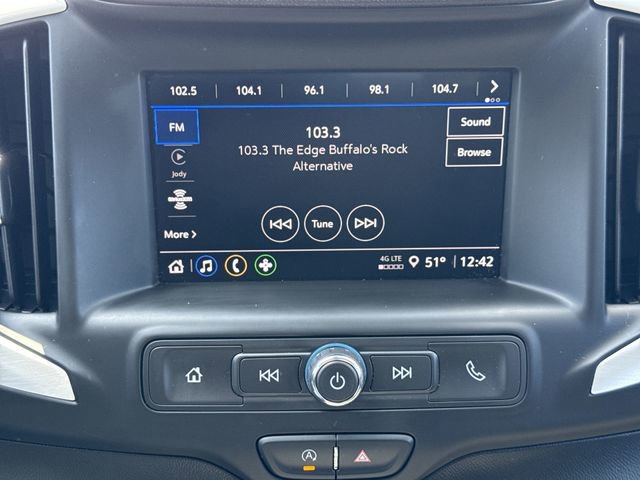 102.5 104.1 96.1 98.1 104.7
FM
103.3
Sound
103.3 The Edge Buffalo's Rock
Browse
Alternative
Jody
Tune
More
4G LTE
51° 12:42
A